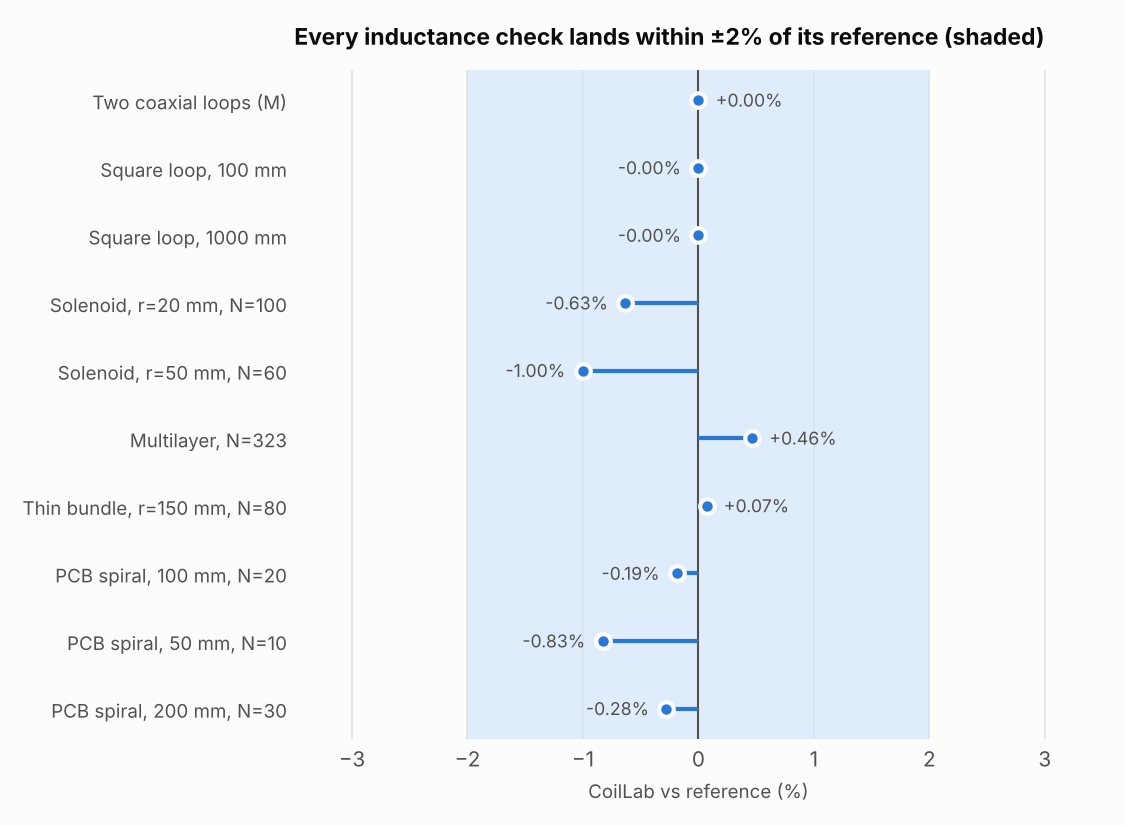 Every inductance check lands within ±2% of its reference (shaded)
Two coaxial loops (M)
+0.00%
Square loop, 100 mm
-0.00%
Square loop, 1000 mm
-0.00%
Solenoid, r=20 mm, N=100
-0.63%
Solenoid, r=50 mm, N=60
-1.00%
Multilayer, N=323
+0.46%
Thin bundle, r=150 mm, N=80
+0.07%
PCB spiral, 100 mm, N=20
-0.19%
PCB spiral, 50 mm, N=10
-0.83%
PCB spiral, 200 mm, N=30
-0.28%
−3 −2 −1 0 1 2 3
CoilLab vs reference (%)